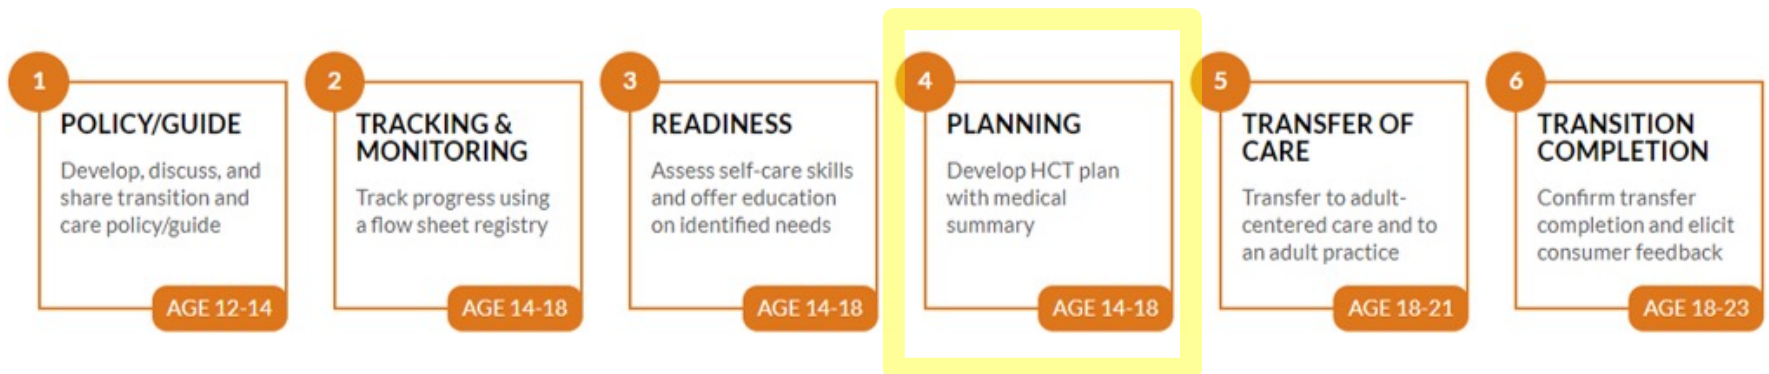 1
POLICY/GUIDE
Develop, discuss, and
share transition and
care policy/guide
AGE 12-14
2
TRACKING &
MONITORING
Track progress using
a flow sheet registry
AGE 14-18
3
READINESS
Assess self-care skills
and offer education
on identified needs
AGE 14-18
4
PLANNING
Develop HCT plan
with medical
summary
AGE 14-18
5
TRANSFER OF
CARE
Transfer to adult-
centered care and to
an adult practice
AGE 18-21
6
TRANSITION
COMPLETION
Confirm transfer
completion and elicit
consumer feedback
AGE 18-23